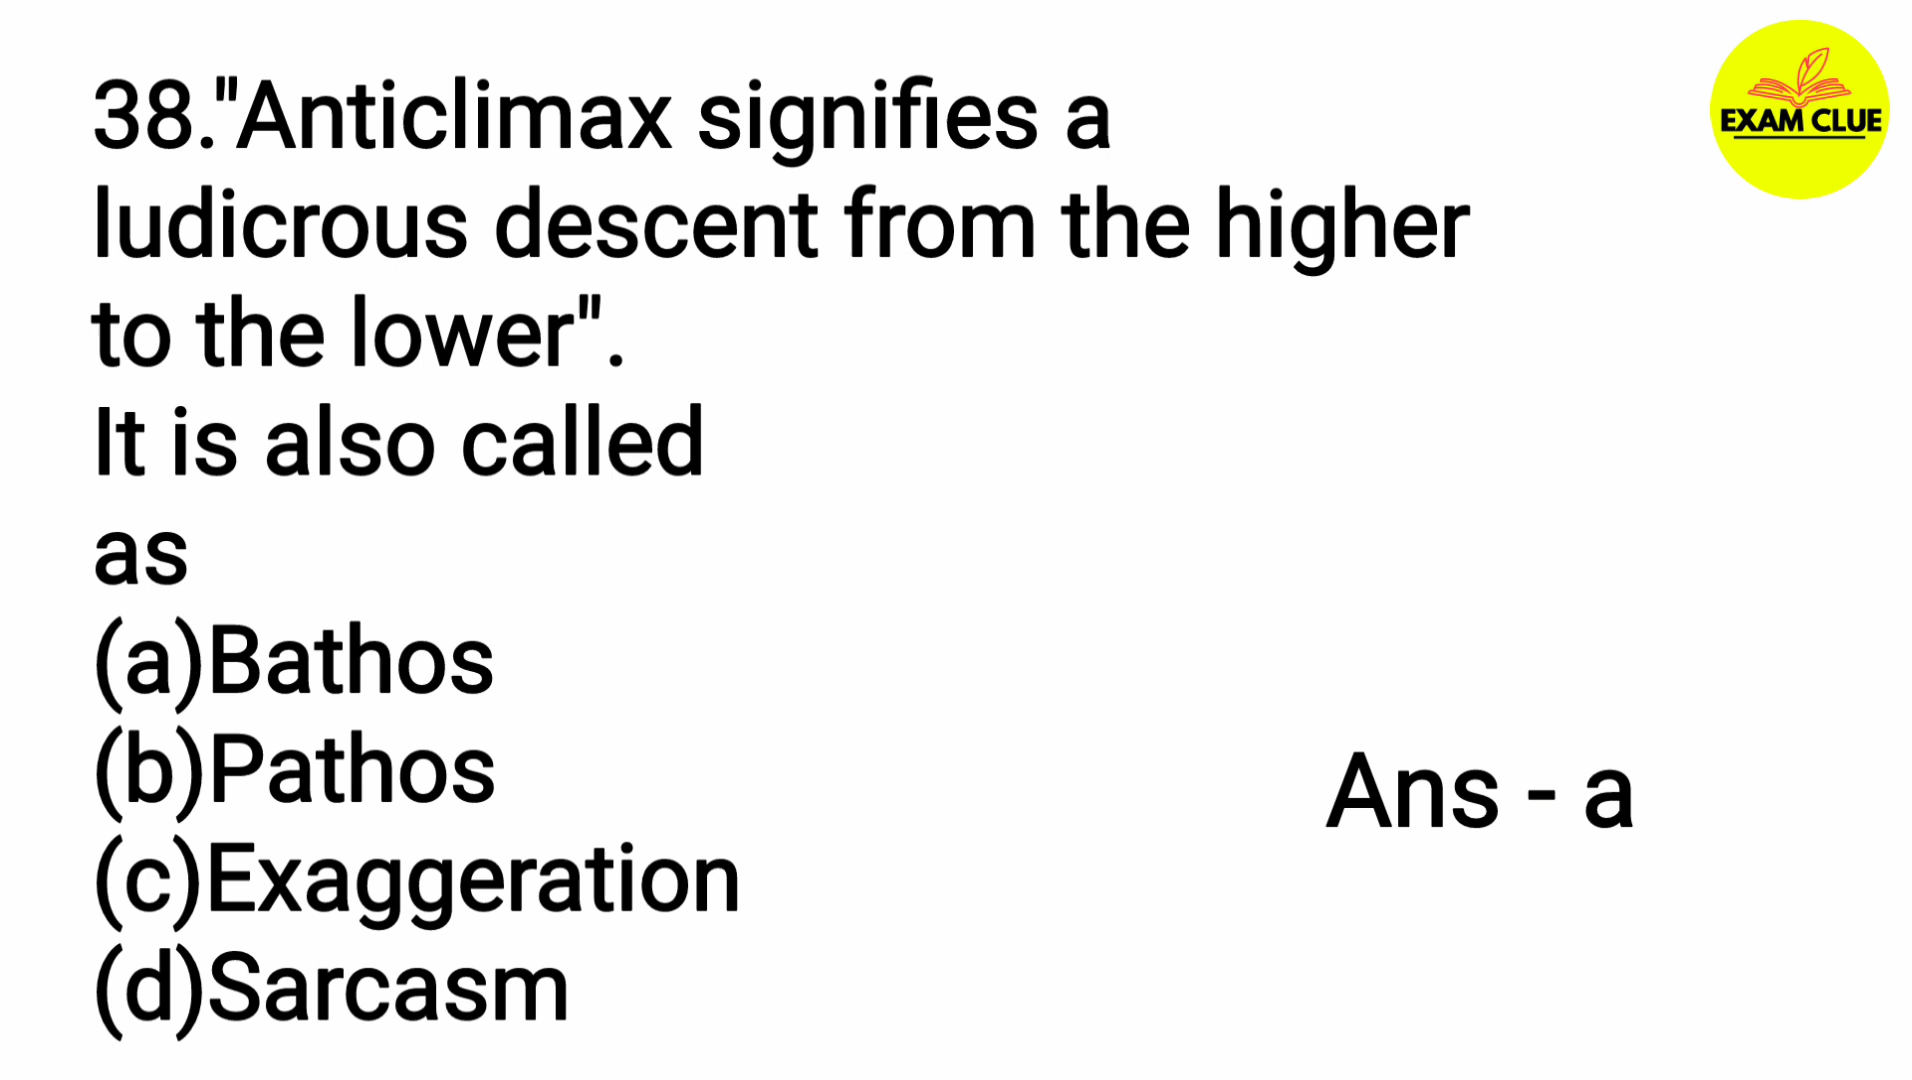 38."Anticlimax signifies a
ludicrous descent from the higher
to the lower".
It is also called
as
(a)Bathos
(b)Pathos
(c)Exaggeration
(d)Sarcasm
Ans - a
EXAM CLUE